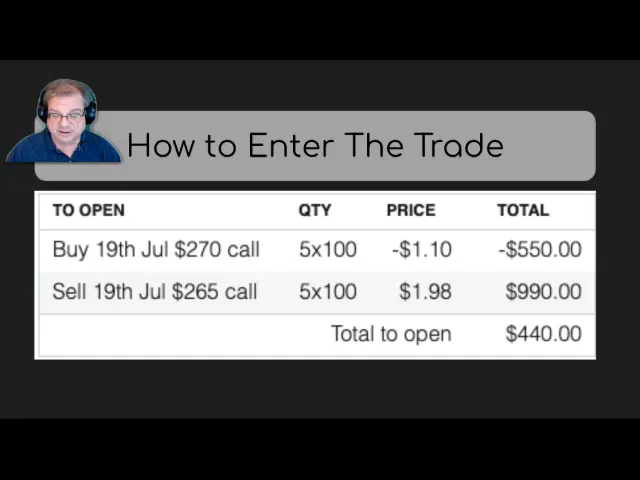 How to Enter The Trade
TO OPEN QTY PRICE TOTAL
Buy 19th Jul $270 call 5x100 -$1.10 -$550.00
Sell 19th Jul $265 call 5x100 $1.98 $990.00
Total to open $440.00